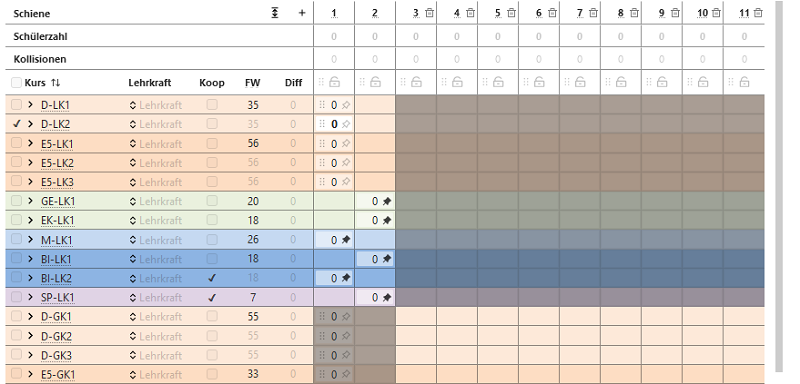 Schiene + 1 2 3 4 5 6 7 8 9 10 11
Schülerzahl 0 0 0 0 0 0 0 0 0 0 0
Kollisionen 0 0 0 0 0 0 0 0 0 0 0
Kurs Lehrkraft Koop FW Diff
D-LK1 Lehrkraft 35 0 0
D-LK2 Lehrkraft 35 0 0
E5-LK1 Lehrkraft 56 0 0
E5-LK2 Lehrkraft 56 0 0
E5-LK3 Lehrkraft 56 0 0
GE-LK1 Lehrkraft 20 0 0
EK-LK1 Lehrkraft 18 0 0
M-LK1 Lehrkraft 26 0 0
BI-LK1 Lehrkraft 18 0 0
BI-LK2 Lehrkraft 18 0 0
SP-LK1 Lehrkraft 7 0 0
D-GK1 Lehrkraft 55 0 0
D-GK2 Lehrkraft 55 0 0
D-GK3 Lehrkraft 55 0 0
E5-GK1 Lehrkraft 33 0 0